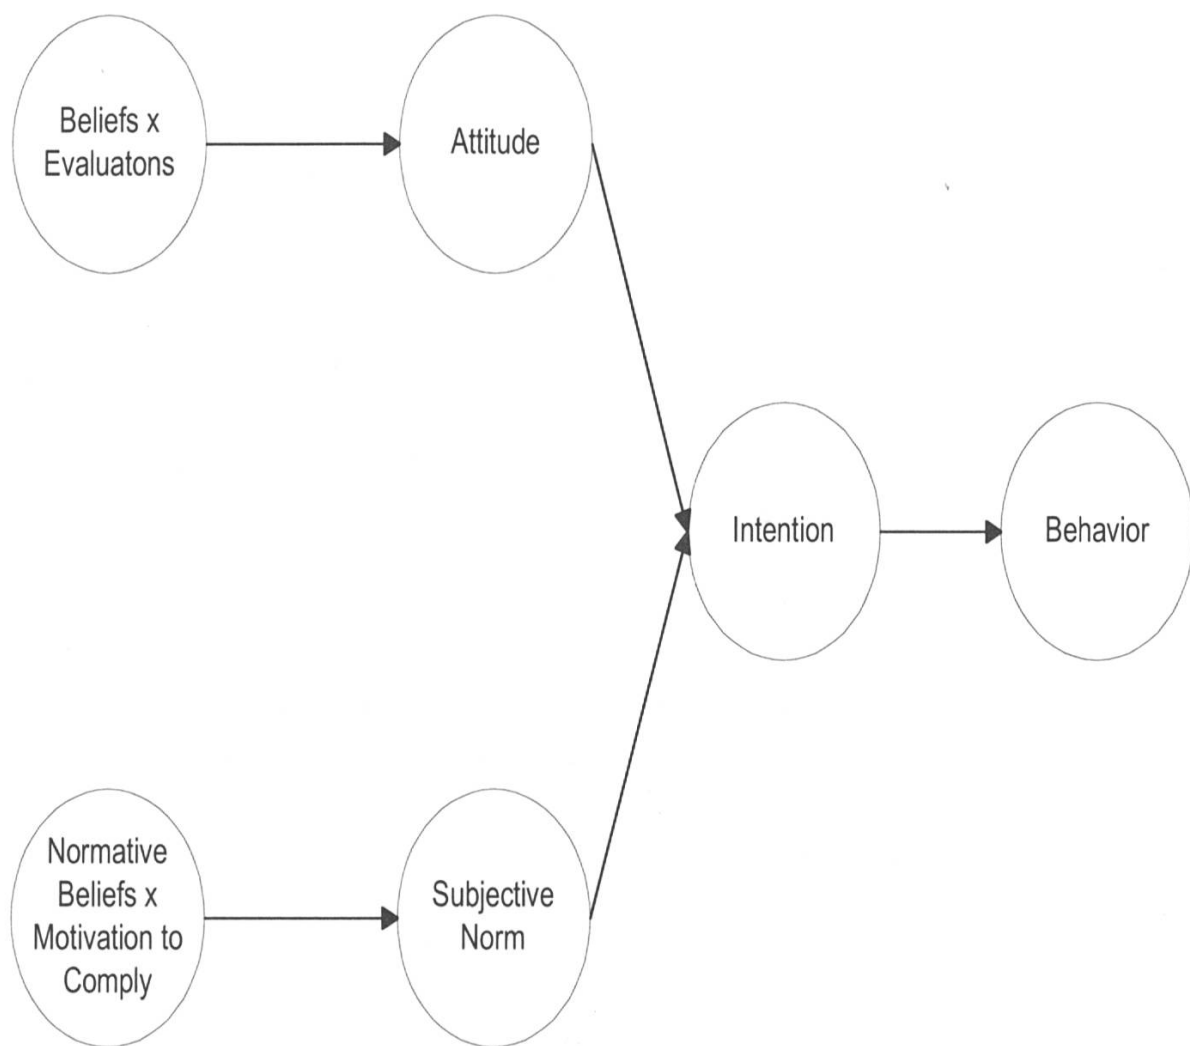 Beliefs x
Evaluatons
Attitude
Intention
Behavior
Normative
Beliefs x
Motivation to
Comply
Subjective
Norm